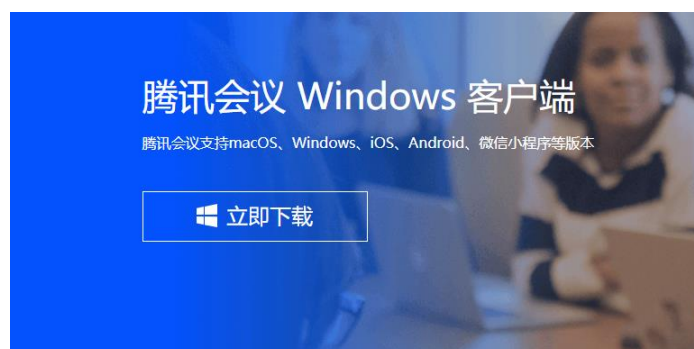 腾讯会议 Windows 客户端
腾讯会议支持macOS、Windows、iOS、Android、微信小程序等版本
立即下载